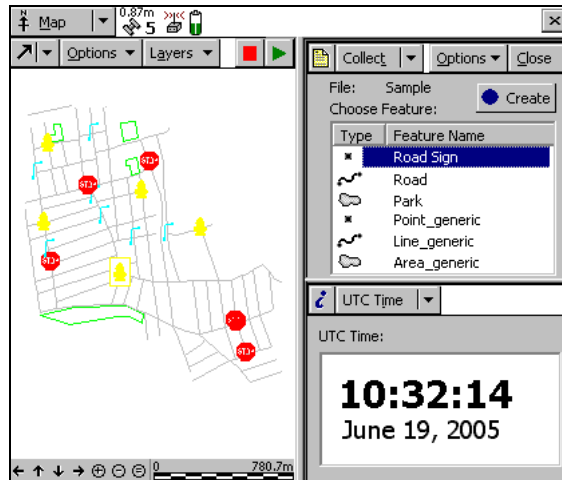 Map
0.87m
5
Options
Layers
Collect
Options
Close
File: Sample
Choose Feature:
Create
Type Feature Name
Road Sign
Road
Park
Point_generic
Line_generic
Area_generic
UTC Time
UTC Time:
10:32:14
June 19, 2005
0 780.7m